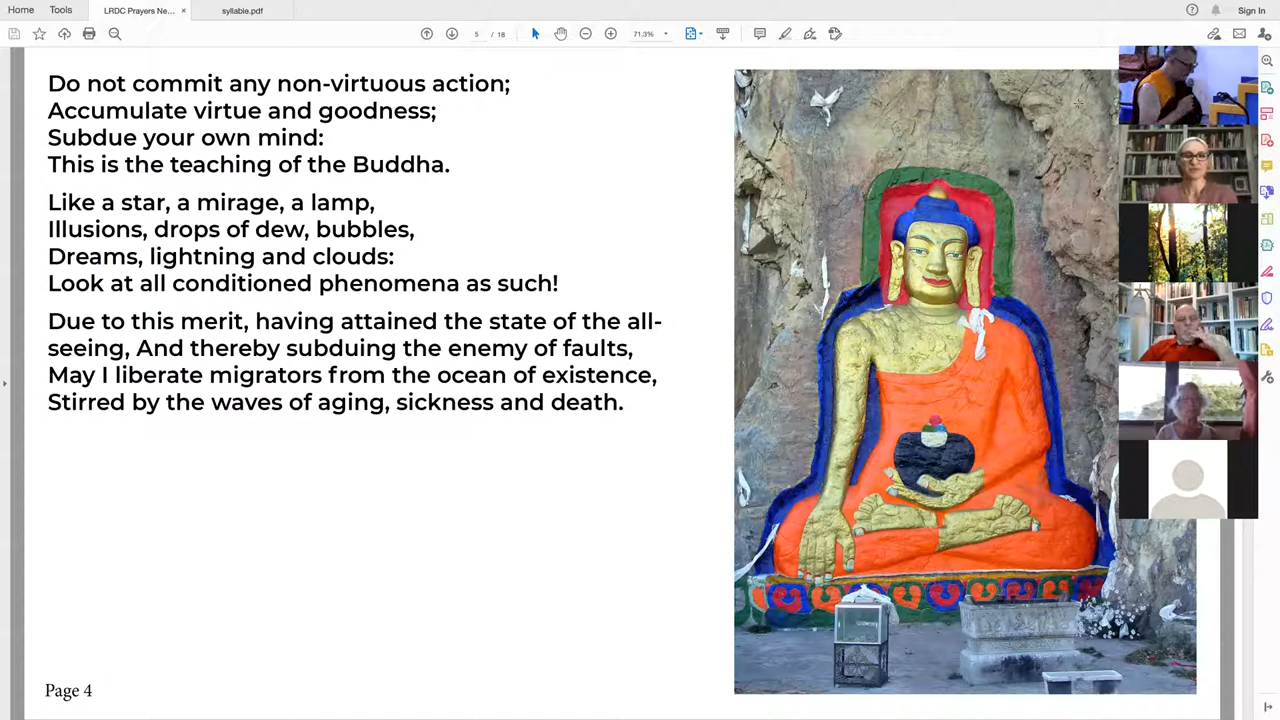 Home
Tools
LRDC Prayers Ne...
×
syllable.pdf
Sign In
5 / 18
71.3%
Do not commit any non-virtuous action;
Accumulate virtue and goodness;
Subdue your own mind:
This is the teaching of the Buddha.
Like a star, a mirage, a lamp,
Illusions, drops of dew, bubbles,
Dreams, lightning and clouds:
Look at all conditioned phenomena as such!
Due to this merit, having attained the state of the all-
seeing, And thereby subduing the enemy of faults,
May I liberate migrators from the ocean of existence,
Stirred by the waves of aging, sickness and death.
Page 4